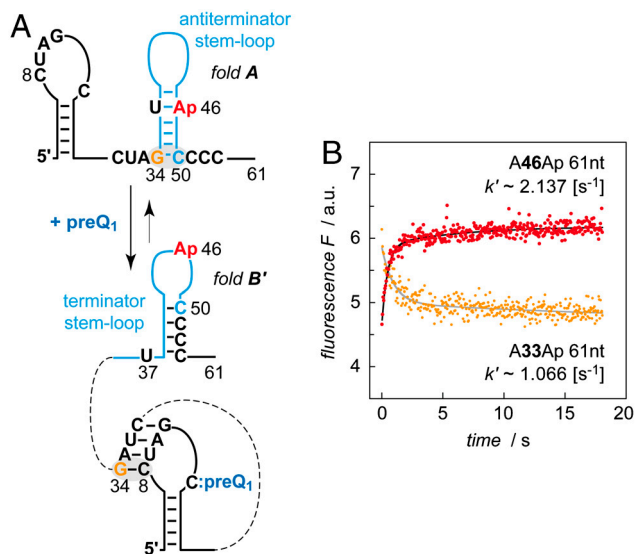 A
antiterminator
stem-loop
fold A
G
A
U
C
8
C
U
Ap
46
5'
CUAGCCCCC
34
50
61
+ preQ1
Ap
46
fold B'
terminator
stem-loop
C
50
C
C
U
C
37
61
C
G
U
A
A
U
G
C
34
8
C:preQ1
5'
B
7
6
5
4
fluorescence F / a.u.
A46Ap 61nt
k' ~ 2.137 [s-1]
A33Ap 61nt
k' ~ 1.066 [s-1]
0
5
10
15
20
time / s